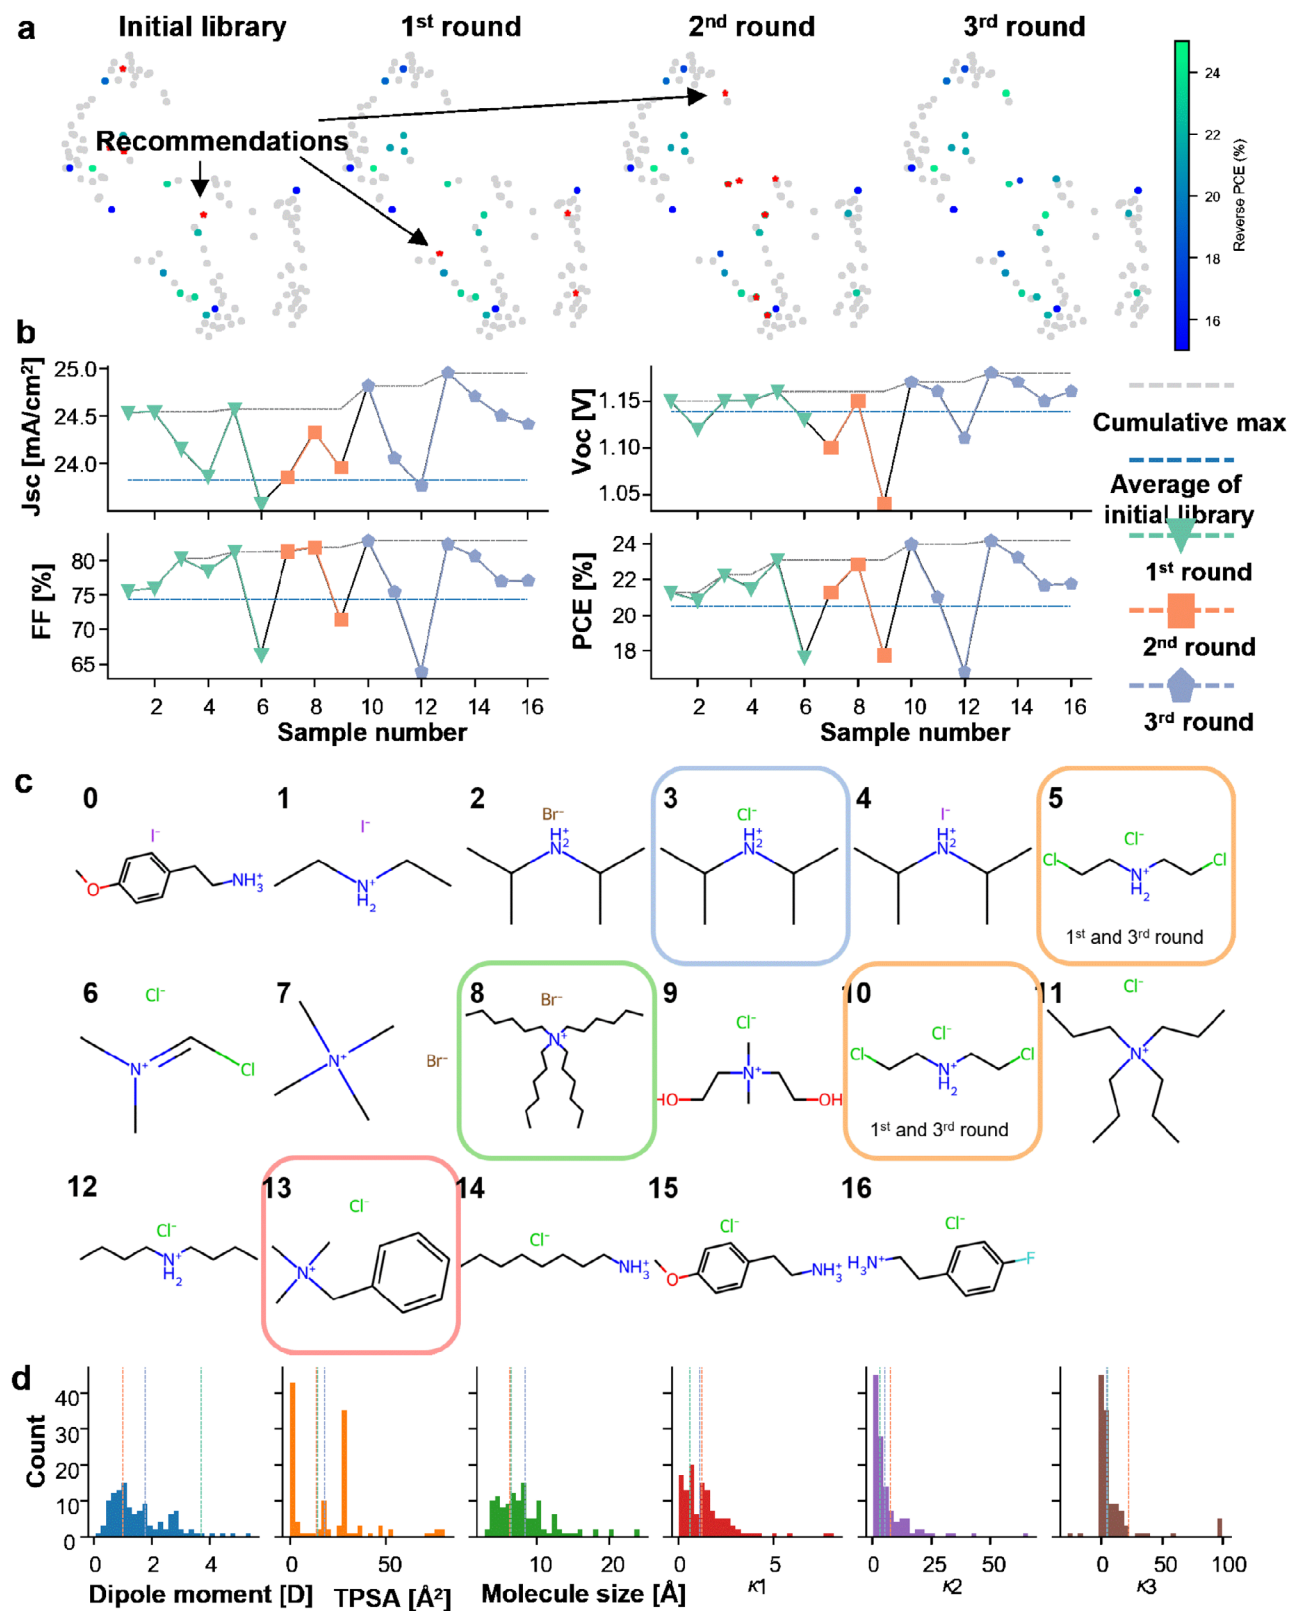 a
Initial library
1st round
2nd round
3rd round
Recommendations
24
22
20
18
16
Reverse PCE (%)
b
Jsc [mA/cm²]
25.0
24.5
24.0
Voc [V]
1.15
1.10
1.05
FF [%]
80
75
70
65
2 4 6 8 10 12 14 16
Sample number
PCE [%]
24
22
20
18
2 4 6 8 10 12 14 16
Sample number
Cumulative max
Average of
initial library
1st round
2nd round
3rd round
c
0
I⁻
O
NH₃⁺
1
I⁻
N⁺
H₂
2
Br⁻
H₂⁺
N
3
Cl⁻
H₂⁺
N
4
I⁻
H₂⁺
N
5
Cl⁻
Cl
Cl
N⁺
H₂
1st and 3rd round
6
Cl⁻
N⁺
Cl
7
N⁺
Br⁻
8
Br⁻
N⁺
9
Cl⁻
N⁺
HO
OH
10
Cl⁻
Cl
Cl
N⁺
H₂
1st and 3rd round
11
Cl⁻
N⁺
12
Cl⁻
N⁺
H₂
13
Cl⁻
N⁺
14
Cl⁻
NH₃⁺
15
Cl⁻
O
NH₃⁺
16
Cl⁻
H₃N⁺
F
d
Count
40
30
20
10
0
0 2 4
Dipole moment [D]
0 50
TPSA [Å²]
10 20
Molecule size [Å]
0 5
κ1
0 25 50
κ2
0 50 100
κ3